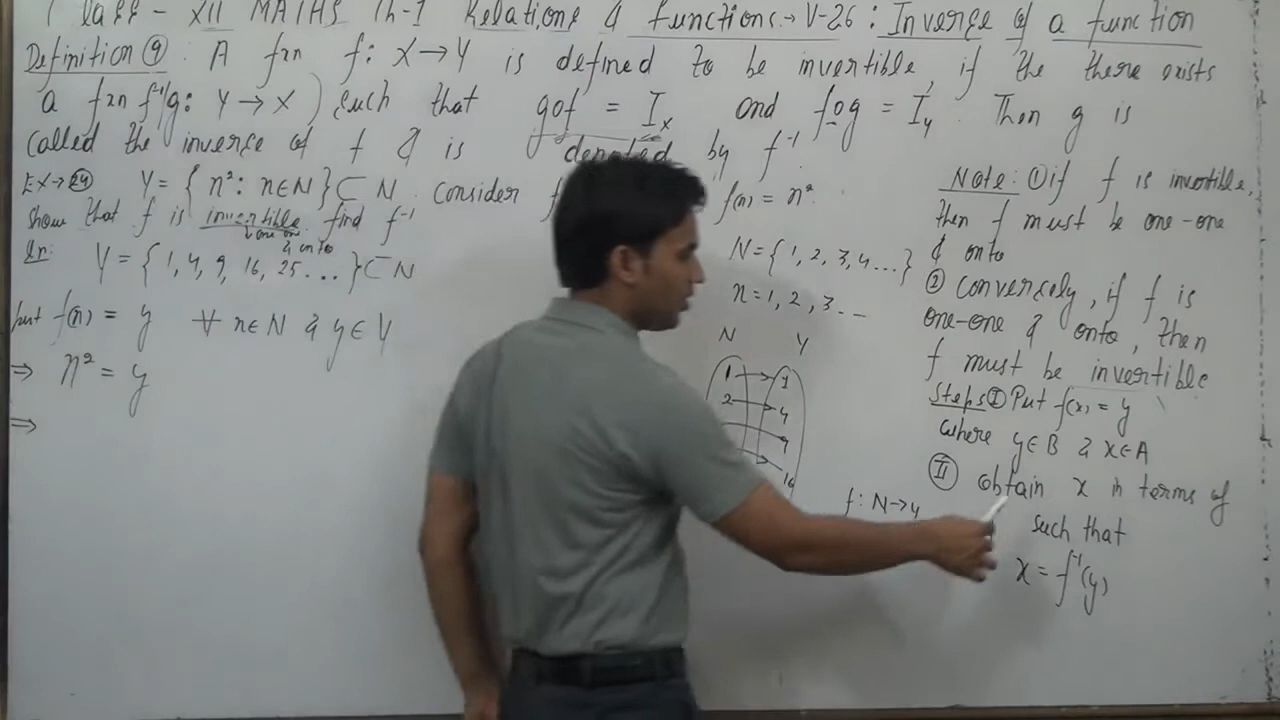 Class - XII MATHS Ch-1 Relations & functions → V-26 : Inverse of a function
Definition ⑨ : A fxn f: X → Y is defined to be invertible, if the there exists
a fxn f⁻¹/g: Y → X ) such that gof = Iₓ and fog = Iᵧ. Then g is
called the inverse of f & is denoted by f⁻¹
EX → ㉔ Y = { n² : n ∈ N } ⊂ N. consider f(n) = n².
show that f is invertible. find f⁻¹
↓ one one
& onto
Y = { 1, 4, 9, 16, 25 ... } ⊂ N
put f(n) = y ∀ n ∈ N & y ∈ Y
⇒ n² = y
⇒
N = { 1, 2, 3, 4 ... }
n = 1, 2, 3 . --
N Y
1 1
2 4
9
16
f : N → y
Note : ① if f is invertible,
then f must be one-one
& onto
② conversely, if f is
one-one & onto, then
f must be invertible
Steps Ⓘ Put f(x) = y
where y ∈ B & x ∈ A
Ⅱ obtain x in terms of
such that
x = f⁻¹(y)